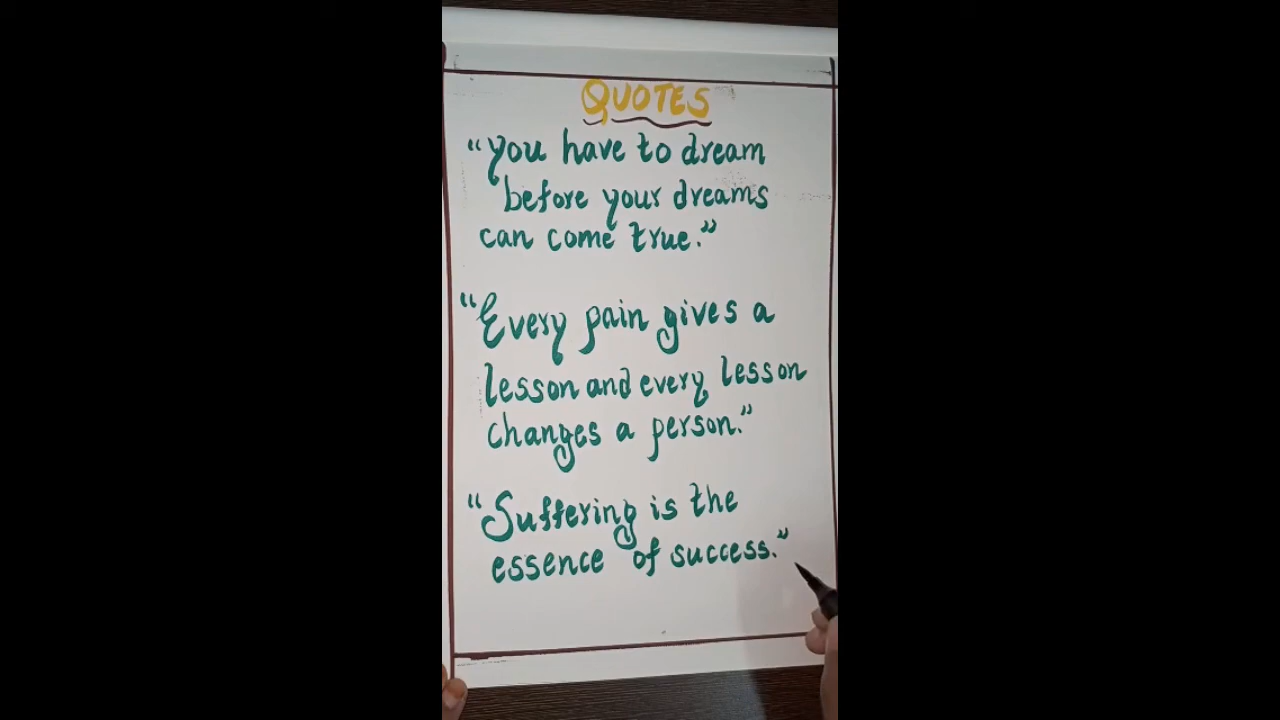 QUOTES
"you have to dream
before your dreams
can come true."
"Every pain gives a
lesson and every lesson
changes a person."
"Suffering is the
essence of success."